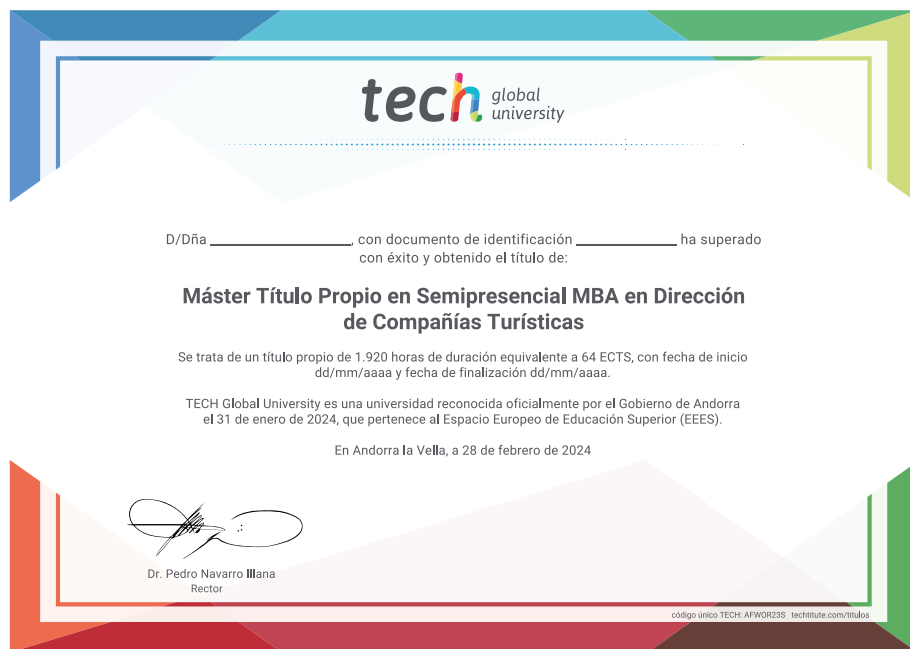 tech global
university
D/Dña ______________, con documento de identificación __________ ha superado
con éxito y obtenido el título de:
Máster Título Propio en Semipresencial MBA en Dirección
de Compañías Turísticas
Se trata de un título propio de 1.920 horas de duración equivalente a 64 ECTS, con fecha de inicio
dd/mm/aaaa y fecha de finalización dd/mm/aaaa.
TECH Global University es una universidad reconocida oficialmente por el Gobierno de Andorra
el 31 de enero de 2024, que pertenece al Espacio Europeo de Educación Superior (EEES).
En Andorra la Vella, a 28 de febrero de 2024
Dr. Pedro Navarro Illana
Rector
código único TECH: AFWOR23S techtitute.com/titulos